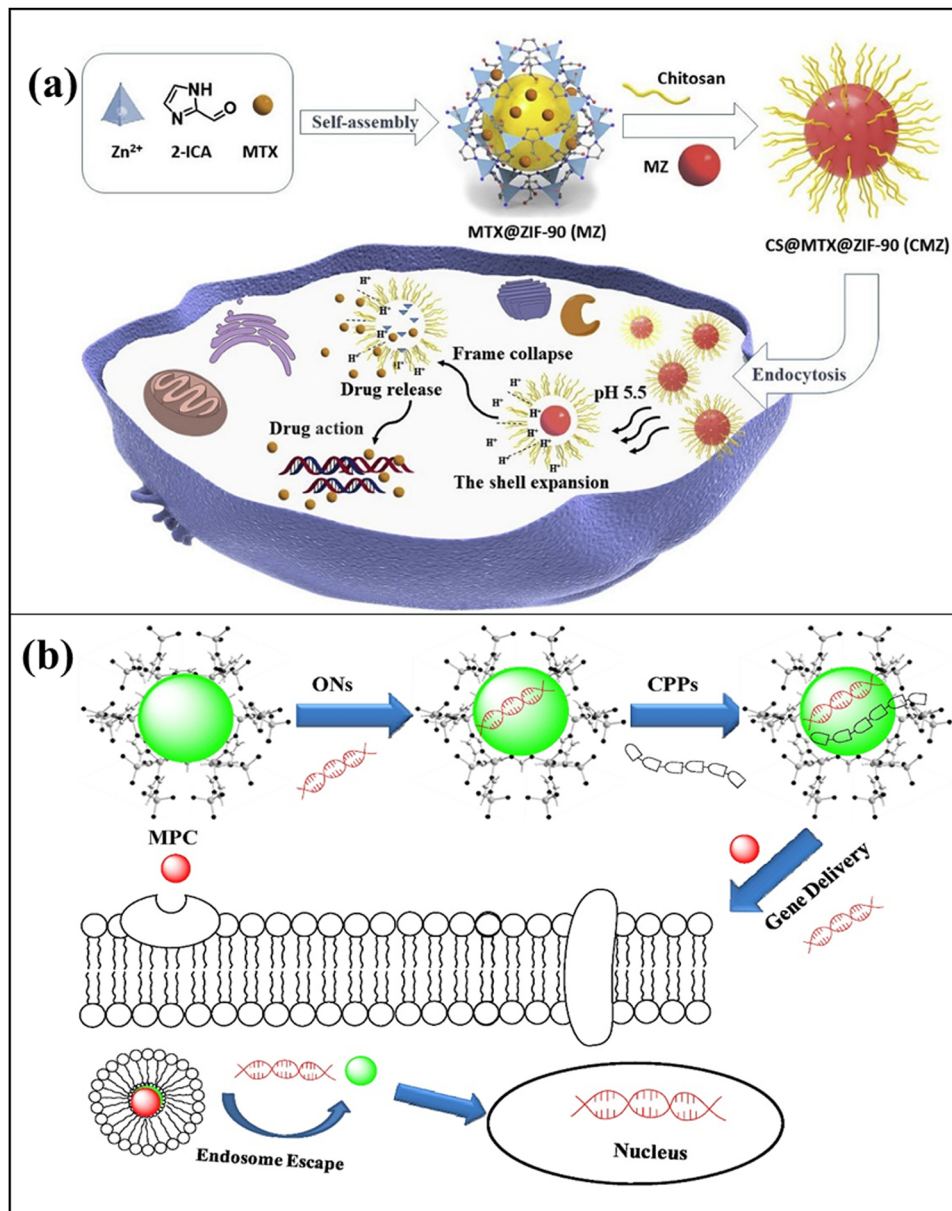 (a)
NH
N
O
Zn²⁺ 2-ICA MTX
Self-assembly
Chitosan
MZ
MTX@ZIF-90 (MZ)
CS@MTX@ZIF-90 (CMZ)
Endocytosis
H⁺
H⁺
H⁺
H⁺
H⁺
H⁺ H⁺
Drug release
Frame collapse
pH 5.5
H⁺
H⁺
H⁺
H⁺
H⁺
H⁺
H⁺
H⁺
The shell expansion
Drug action
(b)
ONs
CPPs
MPC
Gene Delivery
Endosome Escape
Nucleus